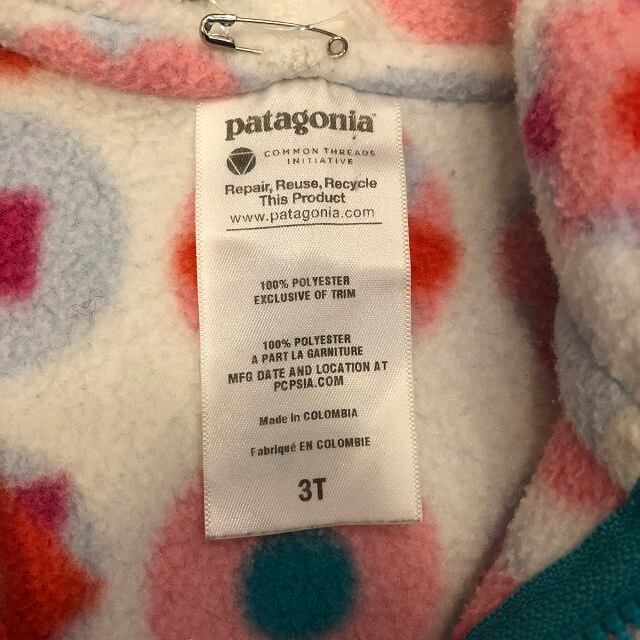 patagonia
COMMON THREADS
INITIATIVE
Repair, Reuse, Recycle
This Product
www.patagonia.com
100% POLYESTER
EXCLUSIVE OF TRIM
100% POLYESTER
A PART LA GARNITURE
MFG DATE AND LOCATION AT
PCPSIA.COM
Made in COLOMBIA
Fabriqué EN COLOMBIE
3T